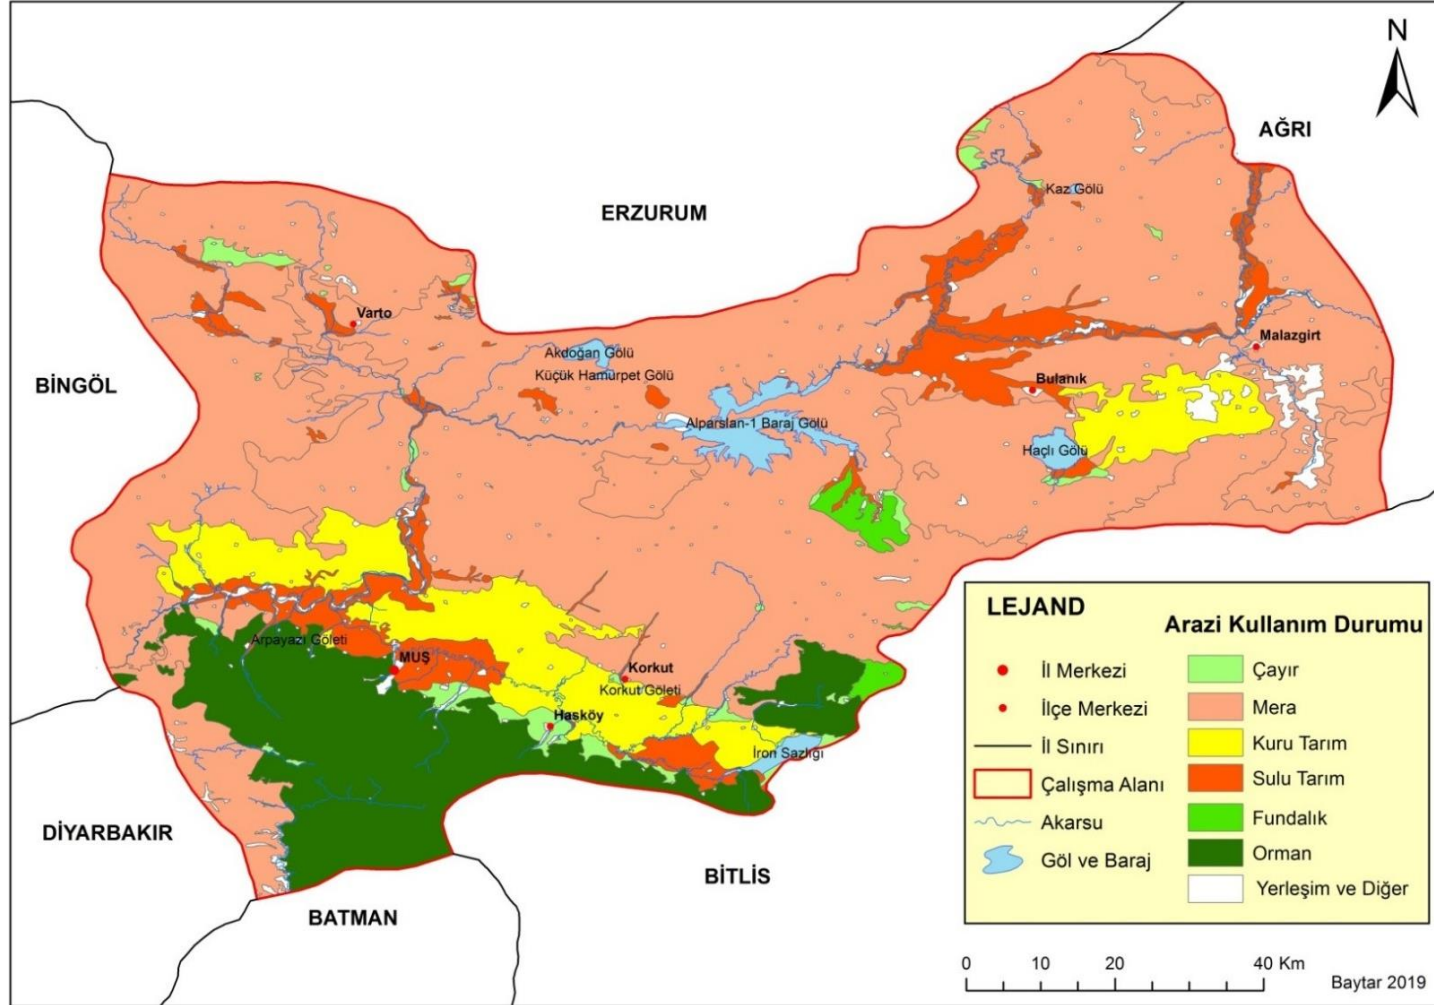 N
AĞRI
Kaz Gölü
ERZURUM
Varto
Malazgirt
Akdoğan Gölü
Küçük Hamurpet Gölü
BİNGÖL
Bulanık
Alparslan-1 Baraj Gölü
Haçlı Gölü
Arpayazı Göleti
MUŞ
Korkut
Korkut Göleti
Hasköy
İron Sazlığı
DİYARBAKIR
BİTLİS
BATMAN
LEJAND
İl Merkezi
İlçe Merkezi
İl Sınırı
Çalışma Alanı
Akarsu
Göl ve Baraj
Arazi Kullanım Durumu
Çayır
Mera
Kuru Tarım
Sulu Tarım
Fundalık
Orman
Yerleşim ve Diğer
0 10 20 40 Km
Baytar 2019